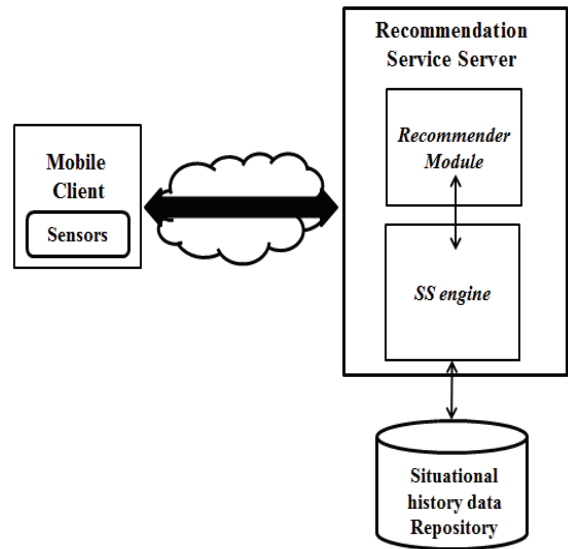 Recommendation
Service Server
Recommender
Module
Mobile
Client
Sensors
SS engine
Situational
history data
Repository